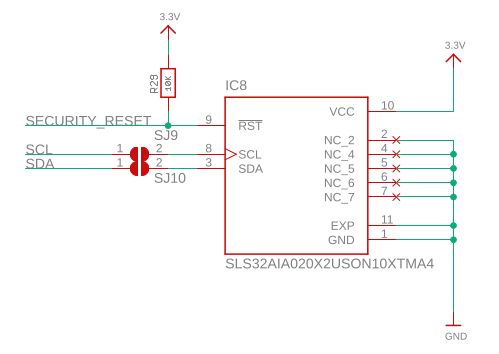 3.3V
3.3V
R29
10K
IC8
SECURITY_RESET
9
RST
VCC
10
SJ9
NC_2
2
SCL
1
2
8
SCL
NC_4
4
SDA
1
2
3
SDA
NC_5
5
SJ10
NC_6
6
NC_7
7
EXP
11
GND
1
SLS32AIA020X2USON10XTMA4
GND